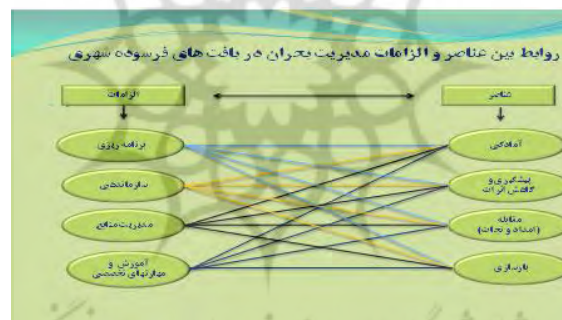 روابط بین عناصر و الزامات مدیریت بحران در بافت های فرسوده شهری
عناصر
الزامات
آمادگی
برنامه ریزی
پیشگیری و
کاهش اثرات
سازماندهی
مقابله
(امداد و نجات)
مدیریت منابع
بازسازی
آموزش و
مهارتهای تخصصی